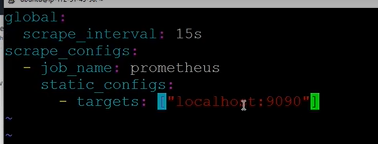 global:
  scrape_interval: 15s
scrape_configs:
  - job_name: prometheus
    static_configs:
      - targets: ["localhost:9090"]
~
~